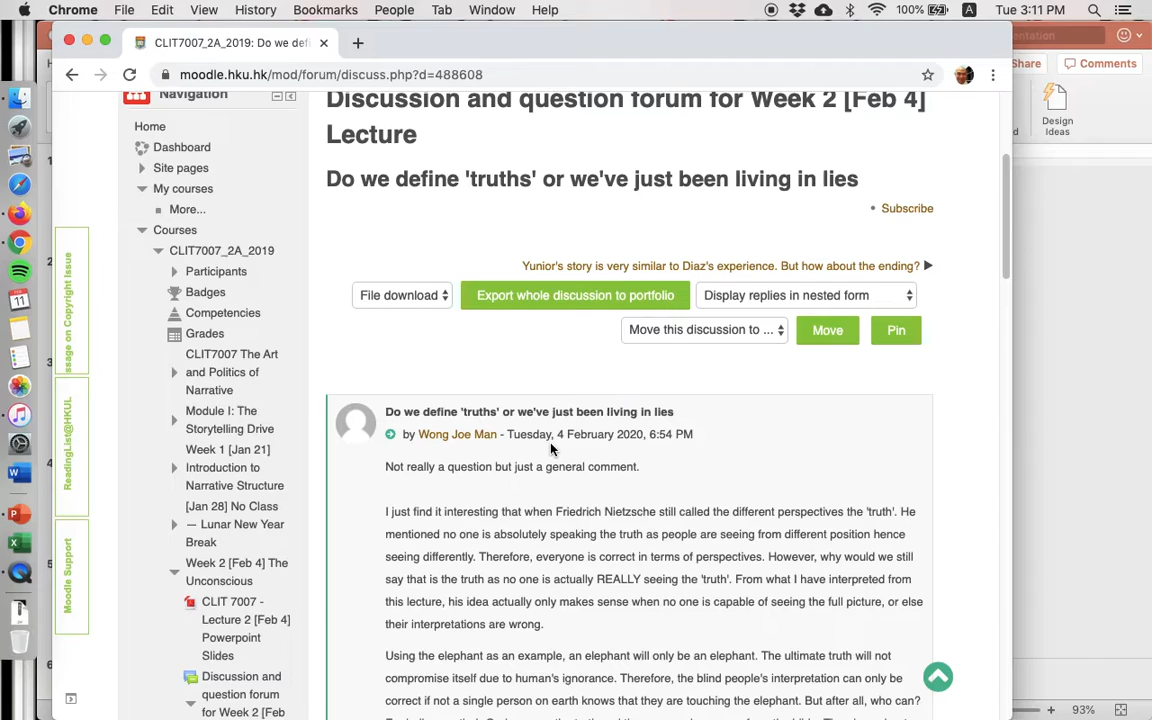 Chrome File Edit View History Bookmarks People Tab Window Help 100% A Tue 3:11 PM
CLIT7007_2A_2019: Do we defi
moodle.hku.hk/mod/forum/discuss.php?d=488608
Share
Comments
Design
Ideas
Navigation
Home
Dashboard
Site pages
My courses
More...
Courses
CLIT7007_2A_2019
Participants
Badges
Competencies
Grades
CLIT7007 The Art
and Politics of
Narrative
Module I: The
Storytelling Drive
Week 1 [Jan 21]
Introduction to
Narrative Structure
[Jan 28] No Class
— Lunar New Year
Break
Week 2 [Feb 4] The
Unconscious
CLIT 7007 -
Lecture 2 [Feb 4]
Powerpoint
Slides
Discussion and
question forum
for Week 2 [Feb
ssage on Copyright Issue
ReadingList@HKUL
Moodle Support
Discussion and question forum for Week 2 [Feb 4]
Lecture
Do we define 'truths' or we've just been living in lies
Subscribe
Yunior's story is very similar to Diaz's experience. But how about the ending?
File download Export whole discussion to portfolio Display replies in nested form
Move this discussion to ... Move Pin
Do we define 'truths' or we've just been living in lies
by Wong Joe Man - Tuesday, 4 February 2020, 6:54 PM
Not really a question but just a general comment.
I just find it interesting that when Friedrich Nietzsche still called the different perspectives the 'truth'. He
mentioned no one is absolutely speaking the truth as people are seeing from different position hence
seeing differently. Therefore, everyone is correct in terms of perspectives. However, why would we still
say that is the truth as no one is actually REALLY seeing the 'truth'. From what I have interpreted from
this lecture, his idea actually only makes sense when no one is capable of seeing the full picture, or else
their interpretations are wrong.
Using the elephant as an example, an elephant will only be an elephant. The ultimate truth will not
compromise itself due to human's ignorance. Therefore, the blind people's interpretation can only be
correct if not a single person on earth knows that they are touching the elephant. But after all, who can?
93%